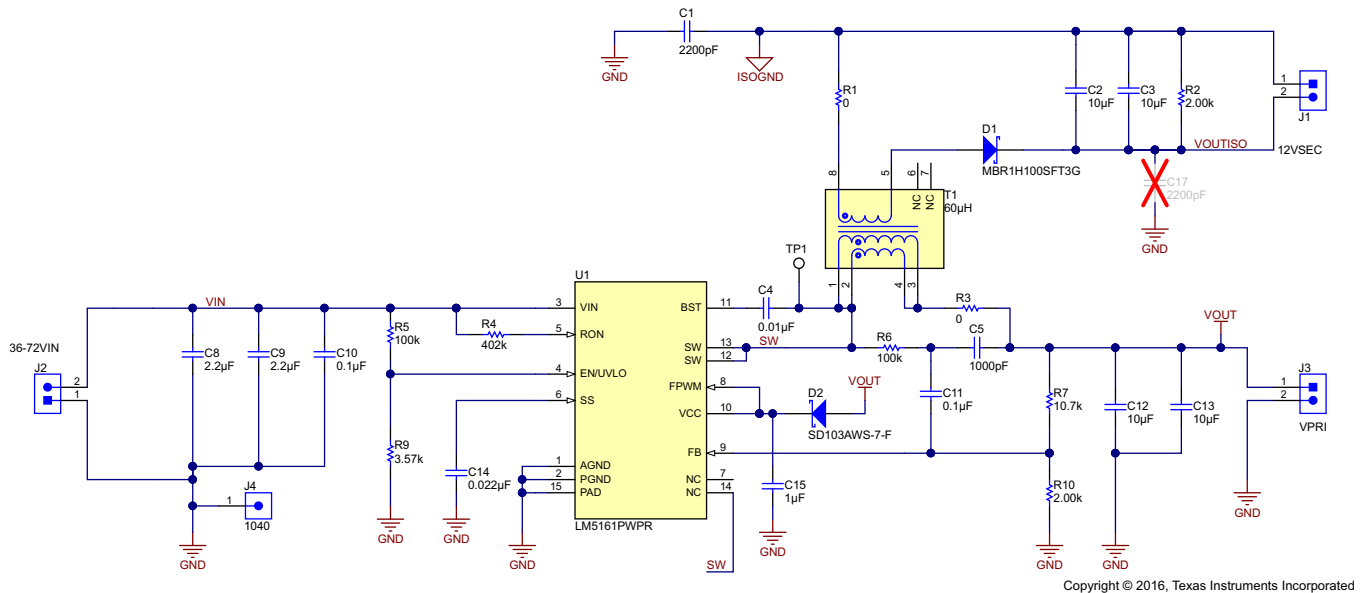 C1
2200pF
GND
ISOGND
R1
0
C2
10µF
C3
10µF
R2
2.00k
1
2
J1
D1
MBR1H100SFT3G
VOUTISO
12VSEC
C17
2200pF
GND
8
5
6
7
NC
NC
T1
60µH
1
2
4
3
TP1
U1
VIN
3
VIN
BST
11
C4
0.01µF
R3
0
R4
402k
5
RON
R5
100k
36-72VIN
J2
2
1
C8
2.2µF
C9
2.2µF
C10
0.1µF
SW
13
SW
SW
12
R6
100k
C5
1000pF
VOUT
4
EN/UVLO
FPWM
8
6
SS
VCC
10
D2
VOUT
SD103AWS-7-F
C11
0.1µF
R7
10.7k
C12
10µF
C13
10µF
1
2
J3
VPRI
R9
3.57k
FB
9
C14
0.022µF
1
AGND
2
PGND
15
PAD
NC
7
NC
14
C15
1µF
R10
2.00k
J4
1
1040
LM5161PWPR
SW
GND
GND
GND
GND
GND
GND
GND
GND
Copyright © 2016, Texas Instruments Incorporated